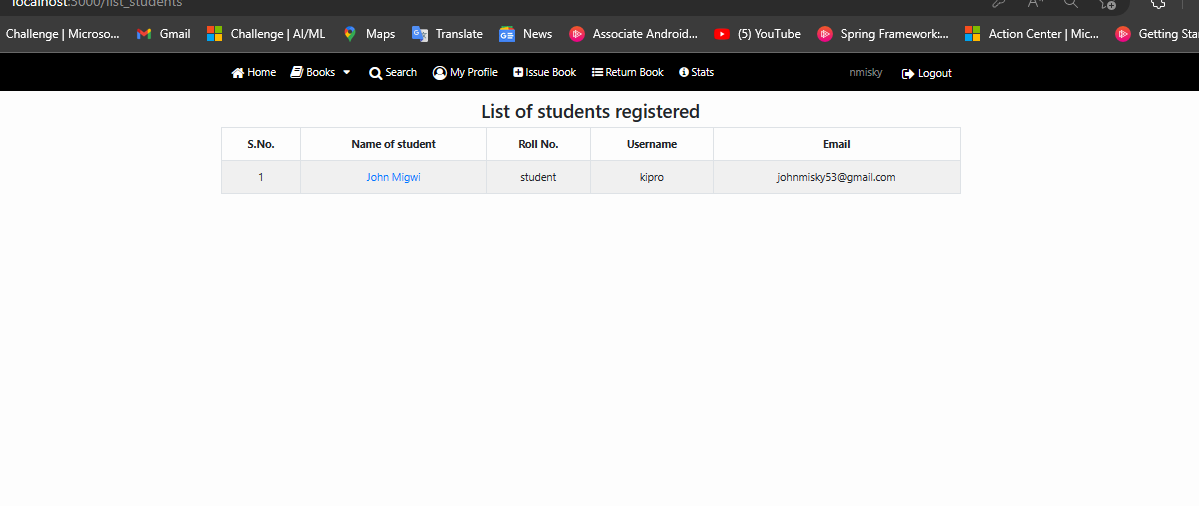 localhost:5000/list_students
Challenge | Microso... Gmail Challenge | AI/ML Maps Translate News Associate Android... (5) YouTube Spring Framework:... Action Center | Mic... Getting Sta
Home Books Search My Profile Issue Book Return Book Stats nmisky Logout
List of students registered
S.No. Name of student Roll No. Username Email
1 John Migwi student kipro johnmisky53@gmail.com